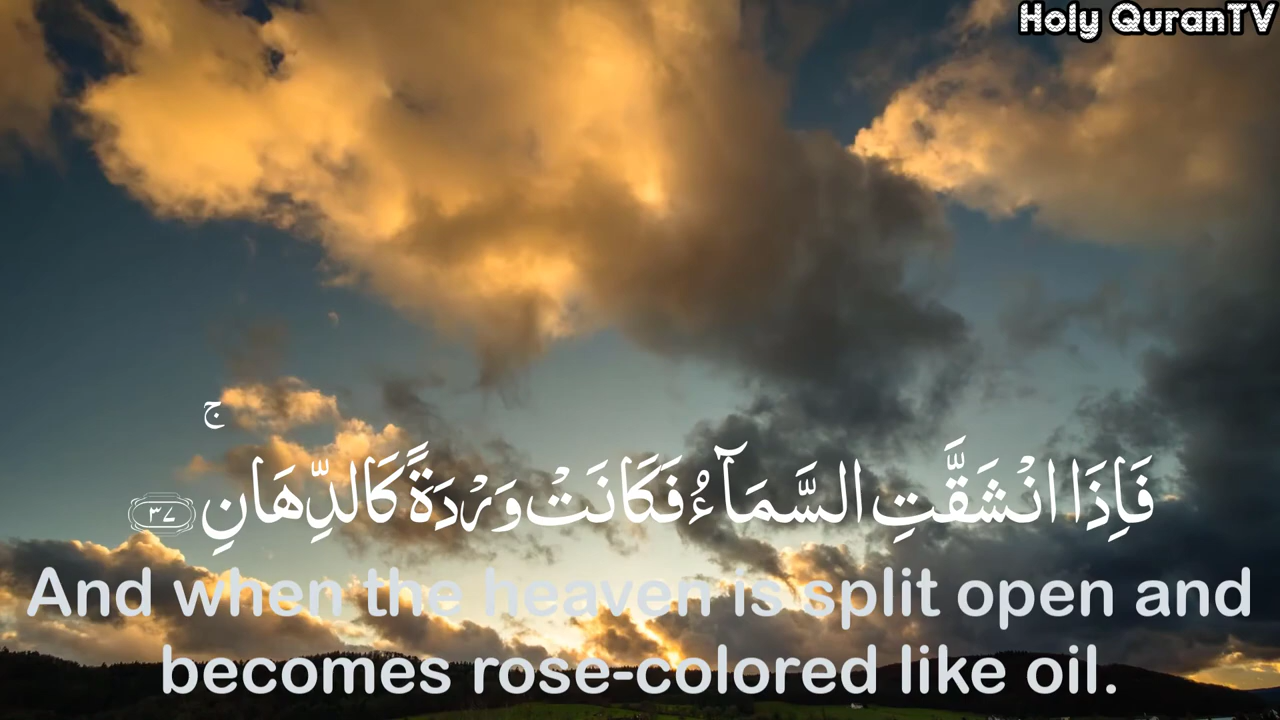 Holy QuranTV
فَاِذَا انْشَقَّتِ السَّمَآءُ فَكَانَتْ وَرْدَةً كَالدِّهَانِ ۚ ﴿٣٧﴾
And when the heaven is split open and
becomes rose-colored like oil.